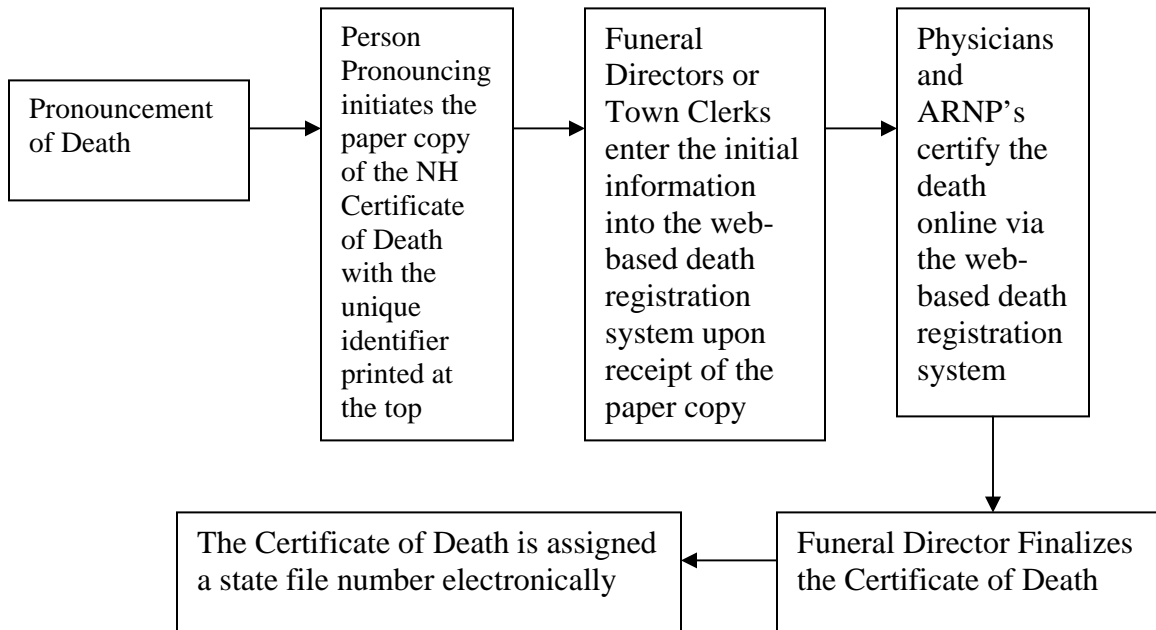 Pronouncement
of Death
Person
Pronouncing
initiates the
paper copy
of the NH
Certificate
of Death
with the
unique
identifier
printed at
the top
Funeral
Directors or
Town Clerks
enter the initial
information
into the web-
based death
registration
system upon
receipt of the
paper copy
Physicians
and
ARNP’s
certify the
death
online via
the web-
based death
registration
system
Funeral Director Finalizes
the Certificate of Death
The Certificate of Death is assigned
a state file number electronically